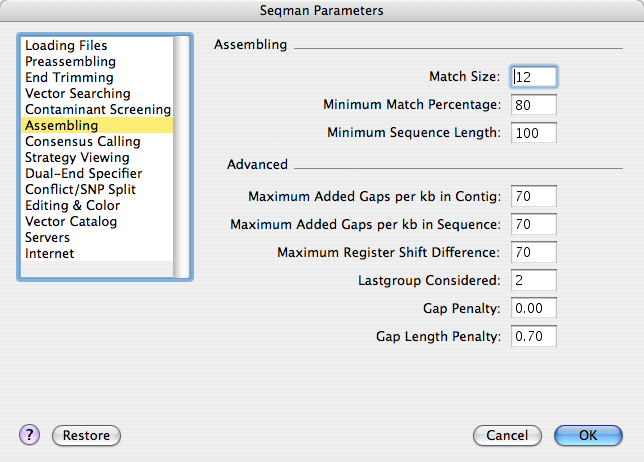 Seqman Parameters
Loading Files
Preassembling
End Trimming
Vector Searching
Contaminant Screening
Assembling
Consensus Calling
Strategy Viewing
Dual-End Specifier
Conflict/SNP Split
Editing & Color
Vector Catalog
Servers
Internet
Assembling
Match Size: 12
Minimum Match Percentage: 80
Minimum Sequence Length: 100
Advanced
Maximum Added Gaps per kb in Contig: 70
Maximum Added Gaps per kb in Sequence: 70
Maximum Register Shift Difference: 70
Lastgroup Considered: 2
Gap Penalty: 0.00
Gap Length Penalty: 0.70
? Restore Cancel OK